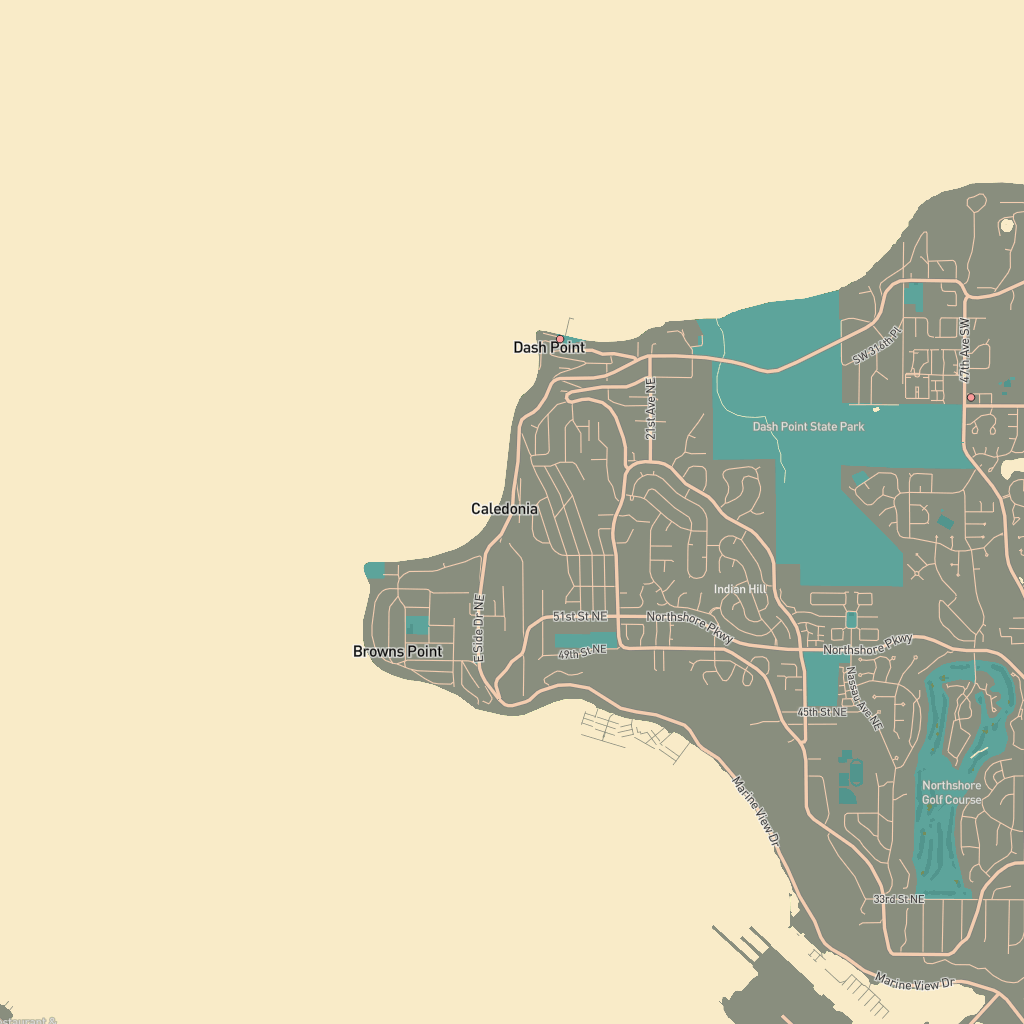 SW 316th Pl
47th Ave SW
Dash Point
21st Ave NE
Dash Point State Park
Caledonia
Indian Hill
E Side Dr NE
51st St NE
Northshore Pkwy
Northshore Pkwy
Browns Point
49th St NE
Nassau Ave NE
45th St NE
Northshore
Golf Course
Marine View Dr
33rd St NE
Marine View Dr